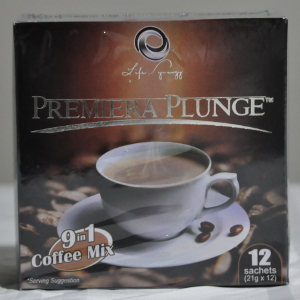 PREMIERA PLUNGE™
9 in 1
Coffee Mix
*Serving Suggestion
12
sachets
(21g x 12)